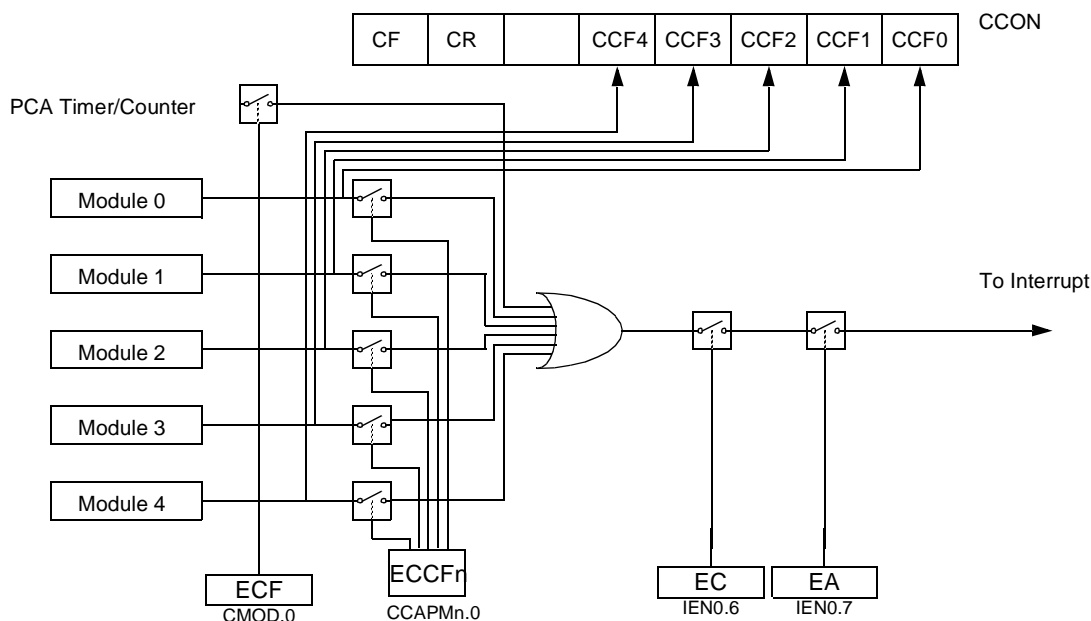 CF CR CCF4 CCF3 CCF2 CCF1 CCF0
CCON
PCA Timer/Counter
Module 0
Module 1
To Interrupt
Module 2
Module 3
Module 4
ECF
CMOD.0
ECCFn
CCAPMn.0
EC
IEN0.6
EA
IEN0.7